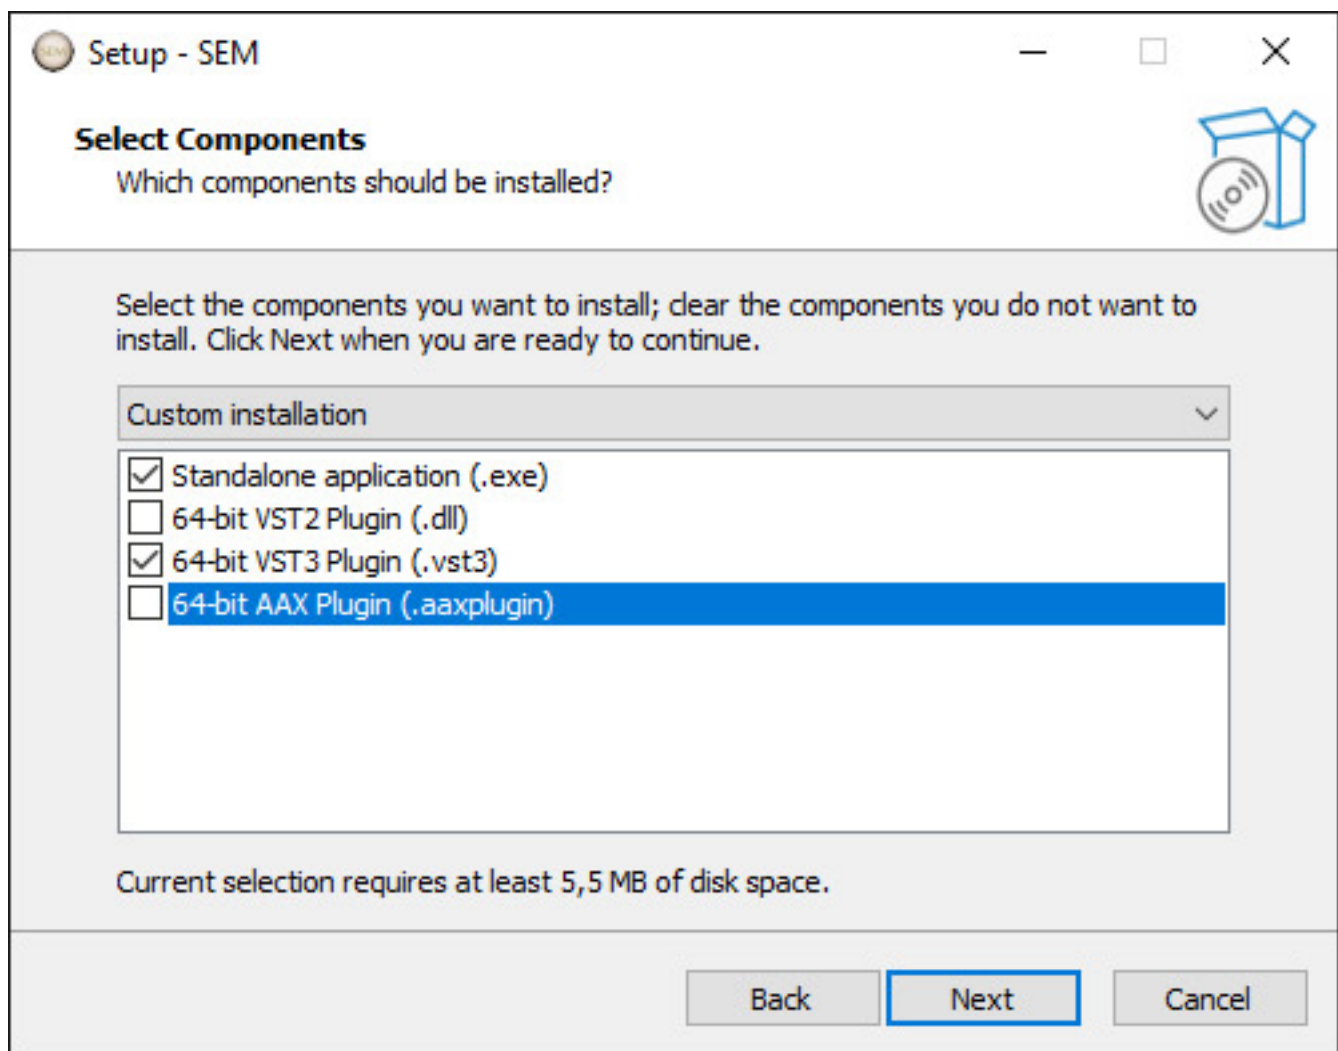 Setup - SEM
Select Components
Which components should be installed?
Select the components you want to install; clear the components you do not want to
install. Click Next when you are ready to continue.
Custom installation
Standalone application (.exe)
64-bit VST2 Plugin (.dll)
64-bit VST3 Plugin (.vst3)
64-bit AAX Plugin (.aaxplugin)
Current selection requires at least 5,5 MB of disk space.
Back Next Cancel